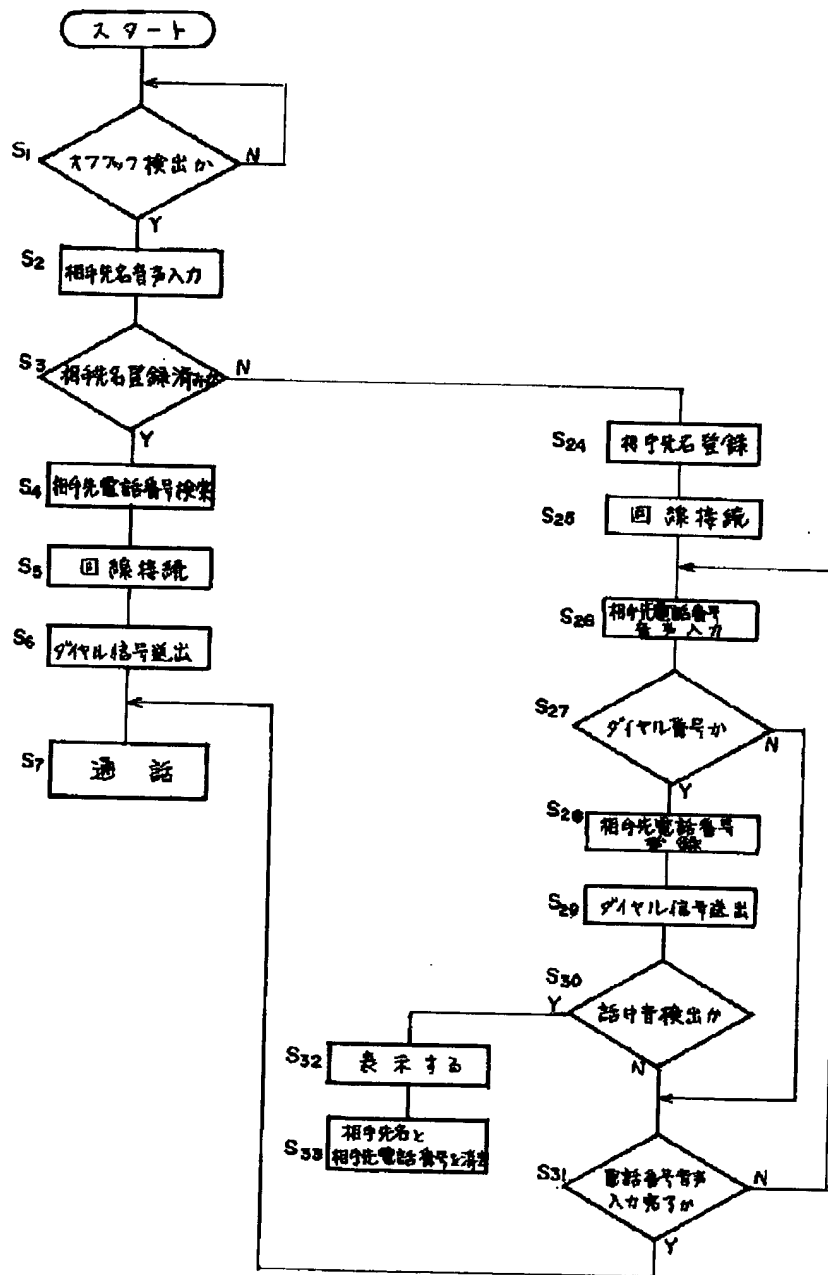 スタート
S1
オフフック検出か
N
Y
S2
相手先名音声入力
S3
相手先名登録済みか
N
Y
S4
相手先電話番号検索
S5
回線接続
S6
ダイヤル信号送出
S7
通話
S24
相手先名登録
S25
回線接続
S26
相手先電話番号
音声入力
S27
ダイヤル番号か
N
Y
S28
相手先電話番号
登録
S29
ダイヤル信号送出
S30
Y
話中音検出か
N
S32
表示する
S33
相手先名と
相手先電話番号を消去
S31
電話番号音声
入力完了か
N
Y